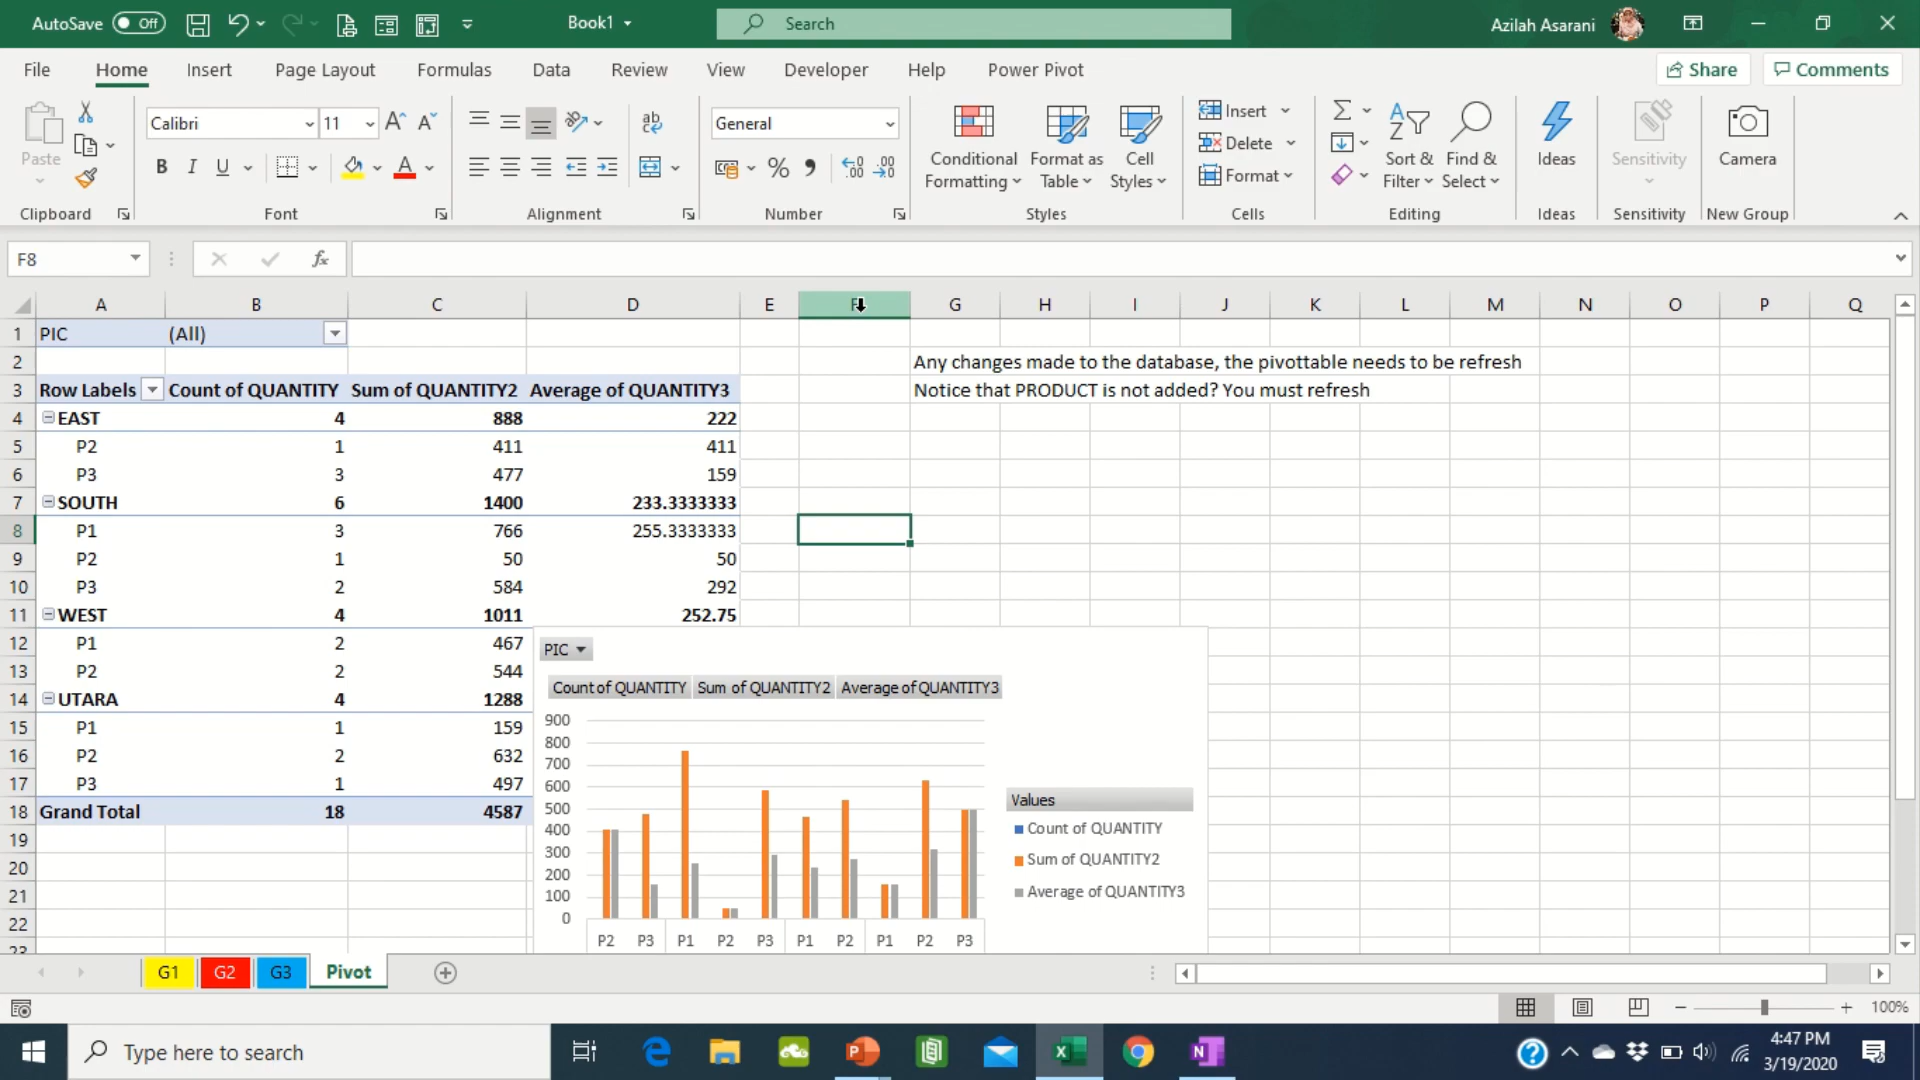 AutoSave Off Book1 Search Azilah Asarani
File Home Insert Page Layout Formulas Data Review View Developer Help Power Pivot Share Comments
Paste Calibri 11 General Conditional Formatting Format as Table Cell Styles Insert Delete Format Sort & Filter Find & Select Ideas Sensitivity Camera
Clipboard Font Alignment Number Styles Cells Editing Ideas Sensitivity New Group
F8 fx
A B C D E F G H I J K L M N O P Q
1 PIC (All)
2 Any changes made to the database, the pivottable needs to be refresh
3 Row Labels Count of QUANTITY Sum of QUANTITY2 Average of QUANTITY3 Notice that PRODUCT is not added? You must refresh
4 EAST 4 888 222
5 P2 1 411 411
6 P3 3 477 159
7 SOUTH 6 1400 233.3333333
8 P1 3 766 255.3333333
9 P2 1 50 50
10 P3 2 584 292
11 WEST 4 1011 252.75
12 P1 2 467
13 P2 2 544
14 UTARA 4 1288
15 P1 1 159
16 P2 2 632
17 P3 1 497
18 Grand Total 18 4587
19
20
21
22
23
PIC
Count of QUANTITY Sum of QUANTITY2 Average of QUANTITY3
900
800
700
600
500
400
300
200
100
0
P2 P3 P1 P2 P3 P1 P2 P1 P2 P3
Values
Count of QUANTITY
Sum of QUANTITY2
Average of QUANTITY3
G1 G2 G3 Pivot
100%
Type here to search
4:47 PM
3/19/2020